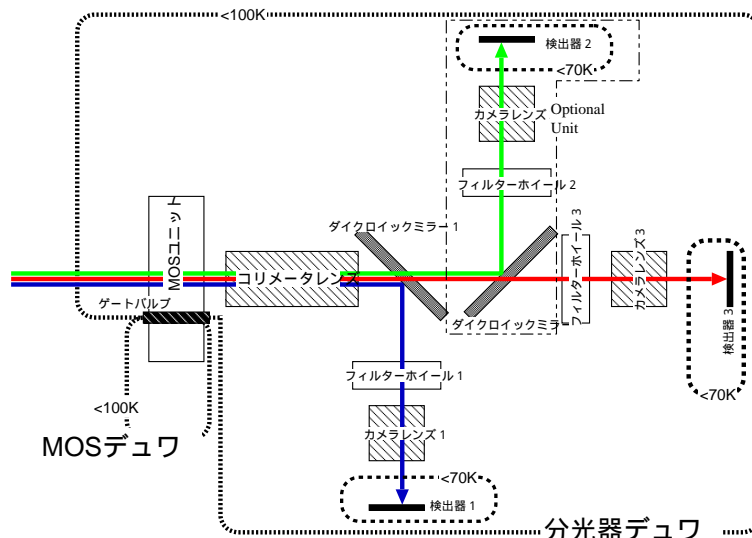 <100K
検出器 2
<70K
カメラレンズ
Optional
Unit
フィルターホイール 2
MOSユニット
ダイクロイックミラー 1
フィルターホイール 3
カメラレンズ3
コリメータレンズ
ゲートバルブ
ダイクロイックミラー
検出器 3
<70K
フィルターホイール 1
<100K
カメラレンズ 1
MOSデュワ
<70K
検出器 1
分光器デュワ